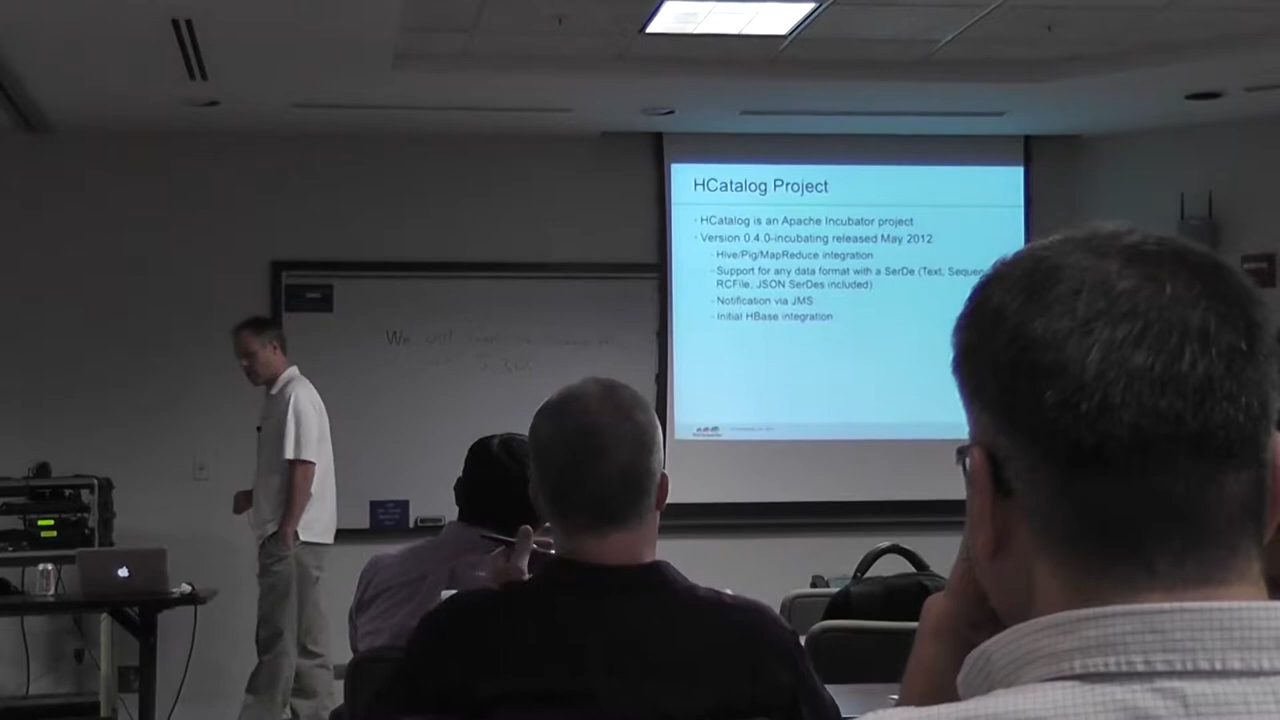 HCatalog Project
HCatalog is an Apache Incubator project
Version 0.4.0-incubating released May 2012
Hive/Pig/MapReduce integration
Support for any data format with a SerDe (Text, Sequen
RCFile, JSON SerDes included)
Notification via JMS
Initial HBase integration
We will